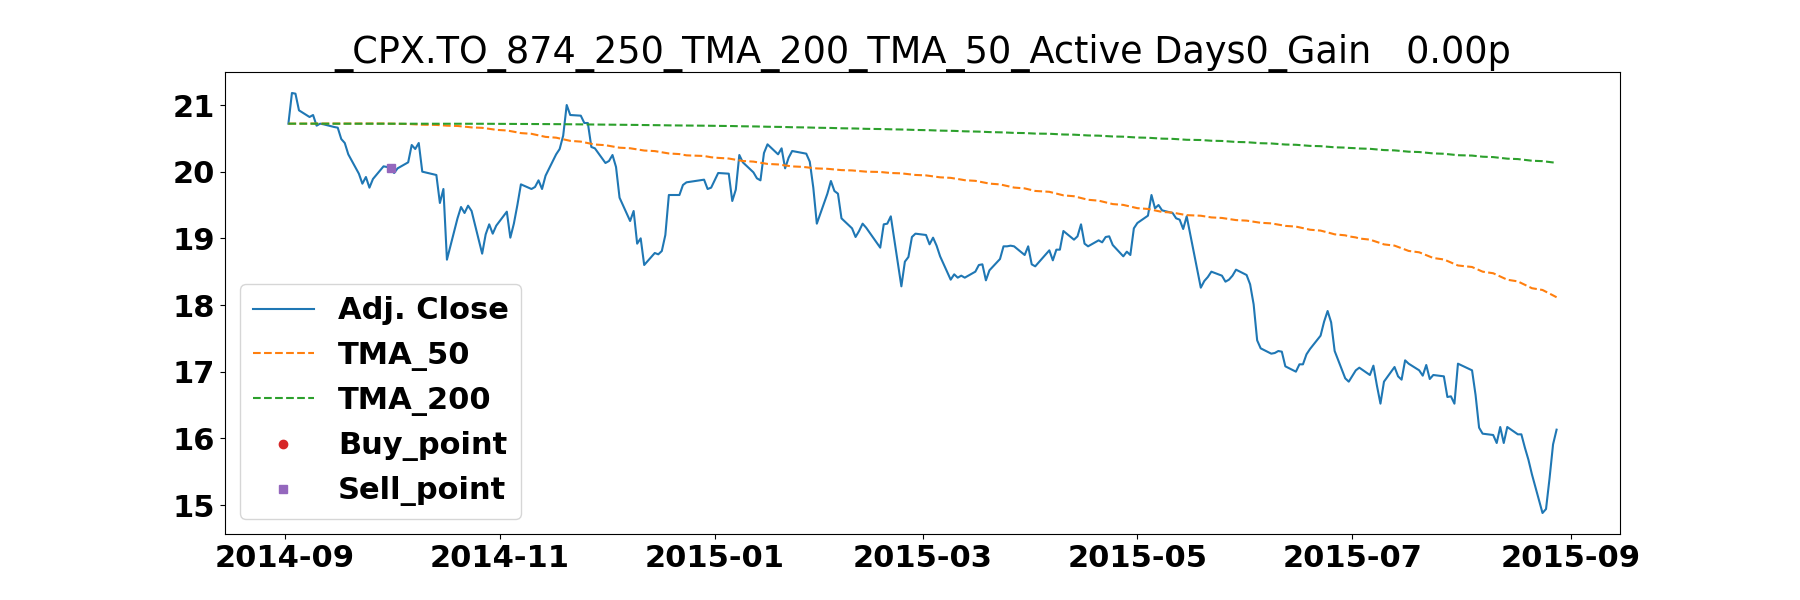 _CPX.TO_874_250_TMA_200_TMA_50_Active Days0_Gain   0.00p
21
20
19
18
17
16
15
Adj. Close
TMA_50
TMA_200
Buy_point
Sell_point
2014-09 2014-11 2015-01 2015-03 2015-05 2015-07 2015-09